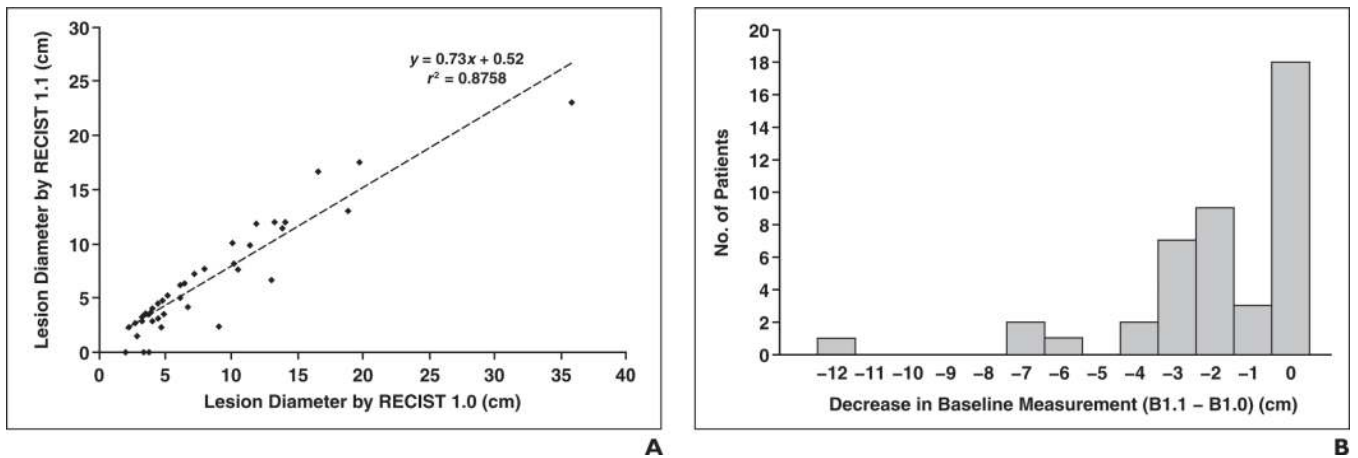 30
25
20
15
10
5
0
Lesion Diameter by RECIST 1.1 (cm)
y = 0.73x + 0.52
r² = 0.8758
0 5 10 15 20 25 30 35 40
Lesion Diameter by RECIST 1.0 (cm)
A
20
18
16
14
12
10
8
6
4
2
0
No. of Patients
−12 −11 −10 −9 −8 −7 −6 −5 −4 −3 −2 −1 0
Decrease in Baseline Measurement (B1.1 − B1.0) (cm)
B